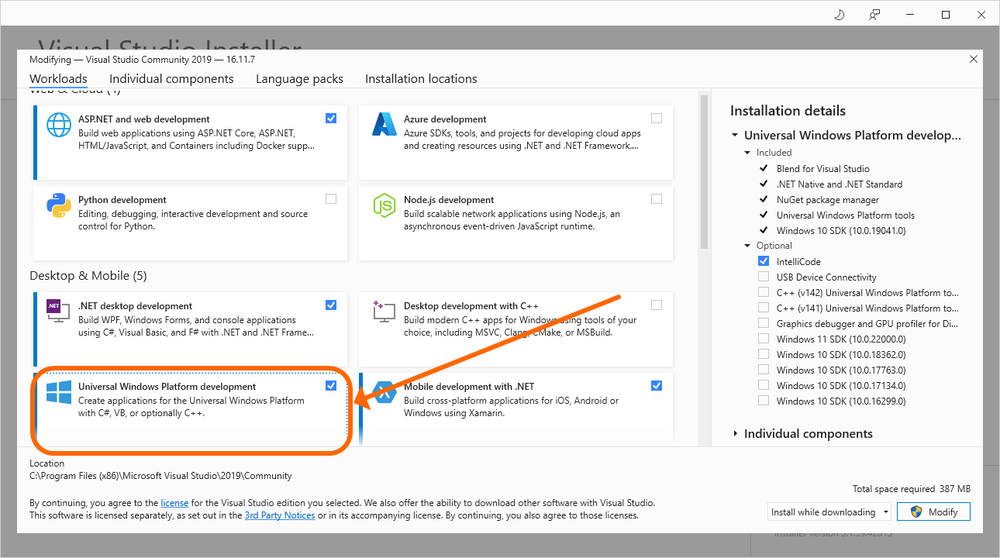 Visual Studio Installer
Modifying — Visual Studio Community 2019 — 16.11.7
Workloads
Individual components
Language packs
Installation locations
Web & Cloud (4)
ASP.NET and web development
Build web applications using ASP.NET Core, ASP.NET,
HTML/JavaScript, and Containers including Docker supp...
Azure development
Azure SDKs, tools, and projects for developing cloud apps
and creating resources using .NET and .NET Framework....
Python development
Editing, debugging, interactive development and source
control for Python.
JS
Node.js development
Build scalable network applications using Node.js, an
asynchronous event-driven JavaScript runtime.
Desktop & Mobile (5)
.NET
.NET desktop development
Build WPF, Windows Forms, and console applications
using C#, Visual Basic, and F# with .NET and .NET Frame...
Desktop development with C++
Build modern C++ apps for Windows using tools of your
choice, including MSVC, Clang, CMake, or MSBuild.
Universal Windows Platform development
Create applications for the Universal Windows Platform
with C#, VB, or optionally C++.
Mobile development with .NET
Build cross-platform applications for iOS, Android or
Windows using Xamarin.
Installation details
Universal Windows Platform develop...
Included
Blend for Visual Studio
.NET Native and .NET Standard
NuGet package manager
Universal Windows Platform tools
Windows 10 SDK (10.0.19041.0)
Optional
IntelliCode
USB Device Connectivity
C++ (v142) Universal Windows Platform to...
C++ (v141) Universal Windows Platform to...
Graphics debugger and GPU profiler for Di...
Windows 11 SDK (10.0.22000.0)
Windows 10 SDK (10.0.18362.0)
Windows 10 SDK (10.0.17763.0)
Windows 10 SDK (10.0.17134.0)
Windows 10 SDK (10.0.16299.0)
Individual components
Location
C:\Program Files (x86)\Microsoft Visual Studio\2019\Community
By continuing, you agree to the license for the Visual Studio edition you selected. We also offer the ability to download other software with Visual Studio.
This software is licensed separately, as set out in the 3rd Party Notices or in its accompanying license. By continuing, you also agree to those licenses.
Total space required 387 MB
Install while downloading
Modify
Installer version